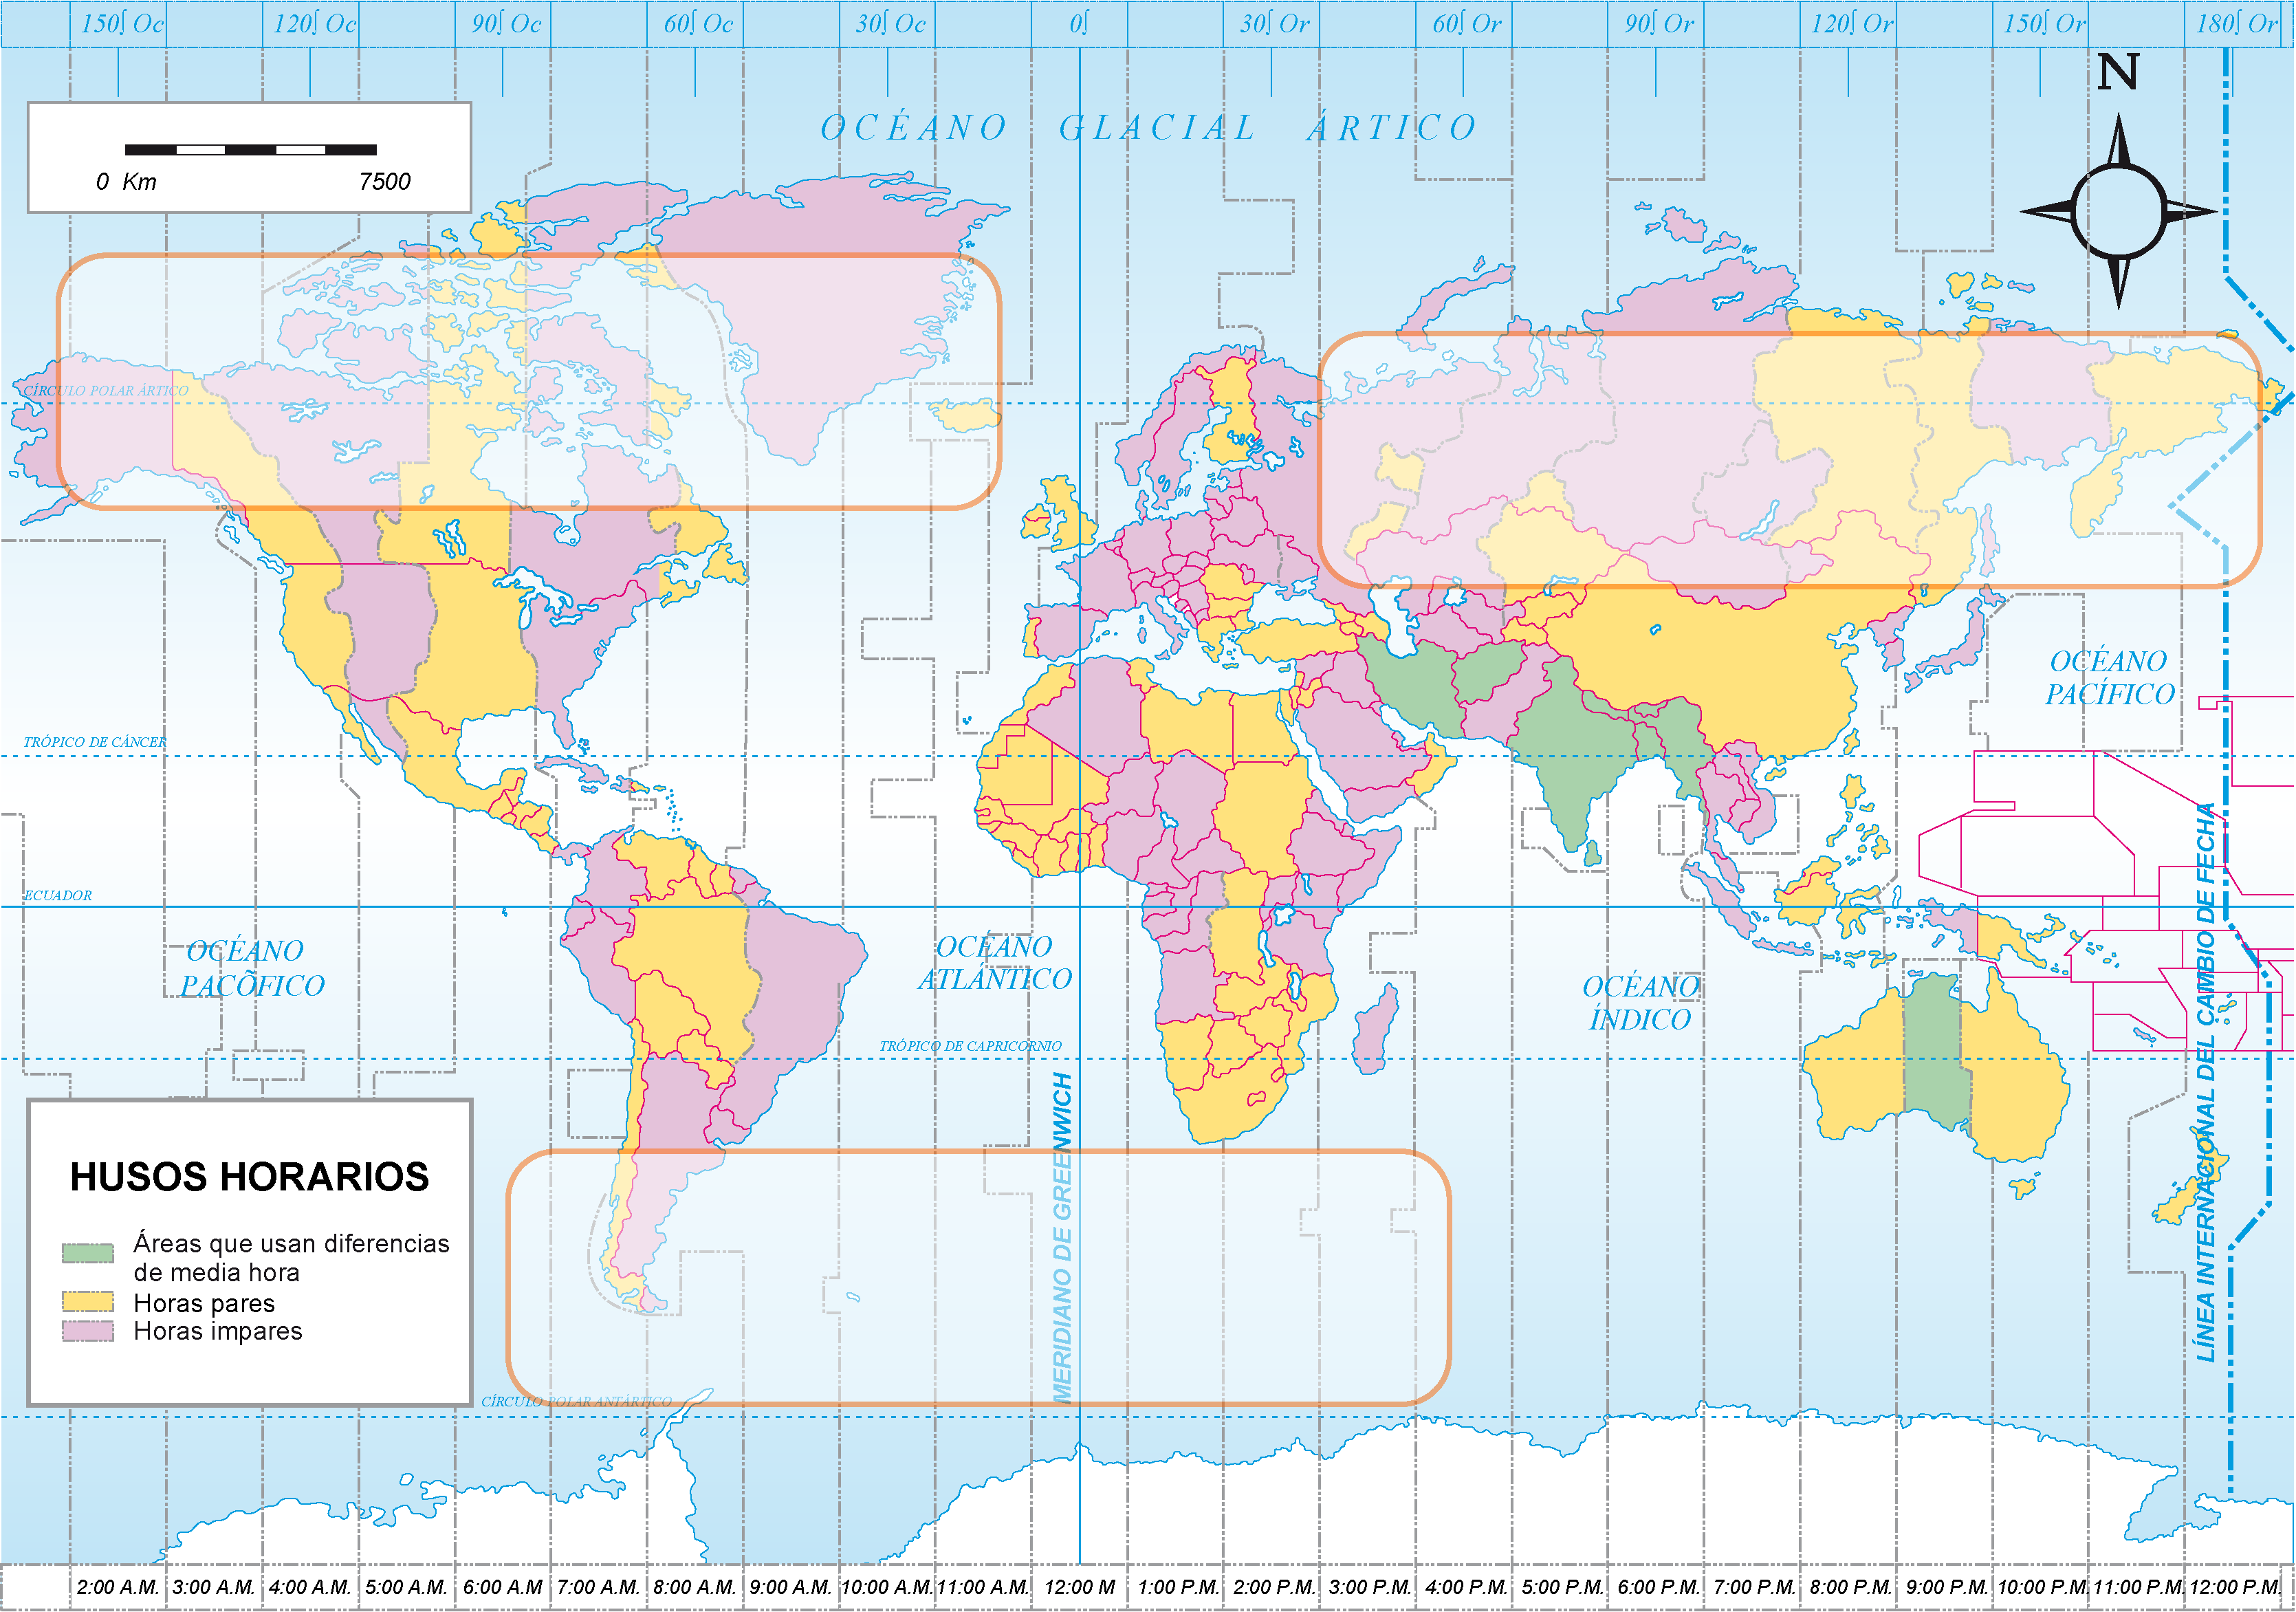 150∫ Oc 120∫ Oc 90∫ Oc 60∫ Oc 30∫ Oc 0∫ 30∫ Or 60∫ Or 90∫ Or 120∫ Or 150∫ Or 180∫ Or
N
OCÉANO GLACIAL ÁRTICO
0 Km 7500
CÍRCULO POLAR ÁRTICO
OCÉANO
PACÍFICO
TRÓPICO DE CÁNCER
ECUADOR
OCÉANO
PACÕFICO
OCÉANO
ATLÁNTICO
OCÉANO
ÍNDICO
TRÓPICO DE CAPRICORNIO
MERIDIANO DE GREENWICH
LÍNEA INTERNACIONAL DEL CAMBIO DE FECHA
HUSOS HORARIOS
Áreas que usan diferencias
de media hora
Horas pares
Horas impares
CÍRCULO POLAR ANTÁRTICO
2:00 A.M. 3:00 A.M. 4:00 A.M. 5:00 A.M. 6:00 A.M 7:00 A.M. 8:00 A.M. 9:00 A.M. 10:00 A.M. 11:00 A.M. 12:00 M 1:00 P.M. 2:00 P.M. 3:00 P.M. 4:00 P.M. 5:00 P.M. 6:00 P.M. 7:00 P.M. 8:00 P.M. 9:00 P.M. 10:00 P.M. 11:00 P.M. 12:00 P.M.